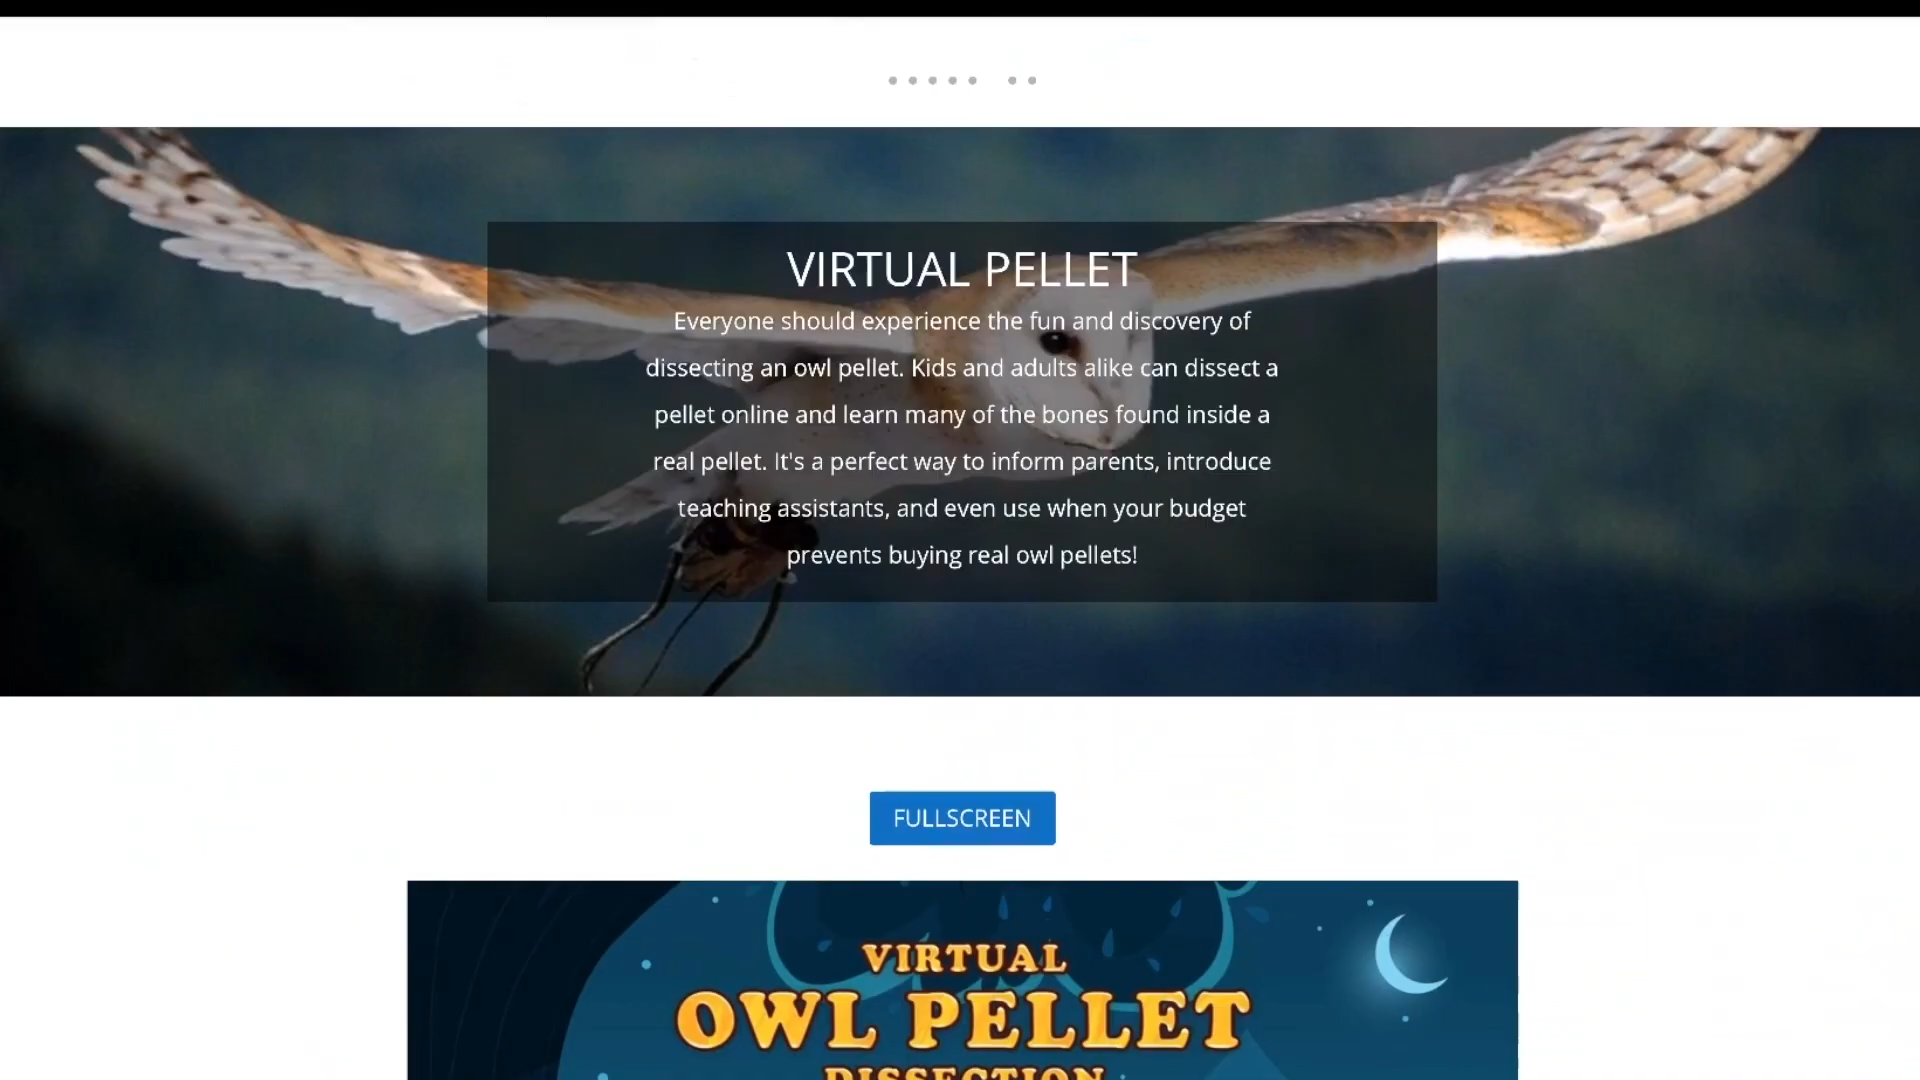 VIRTUAL PELLET
Everyone should experience the fun and discovery of
dissecting an owl pellet. Kids and adults alike can dissect a
pellet online and learn many of the bones found inside a
real pellet. It's a perfect way to inform parents, introduce
teaching assistants, and even use when your budget
prevents buying real owl pellets!
FULLSCREEN
VIRTUAL
OWL PELLET
DISSECTION